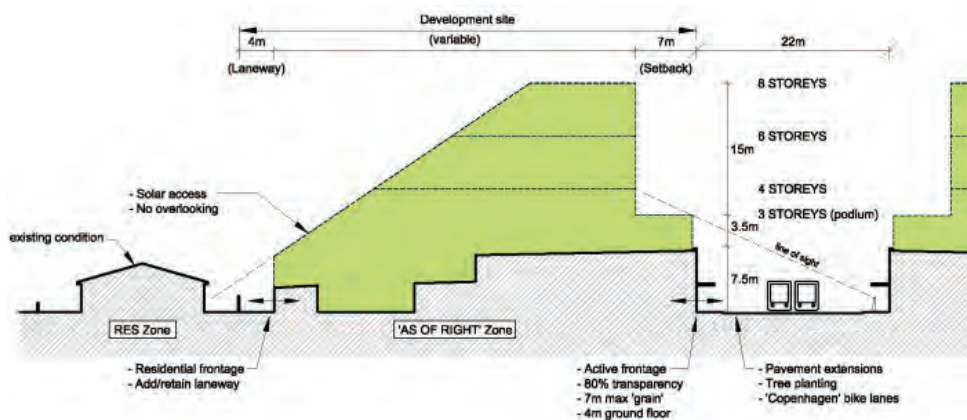 Development site
4m
(variable)
7m
22m
(Laneway)
(Setback)
8 STOREYS
6 STOREYS
15m
4 STOREYS
3 STOREYS (podium)
3.5m
7.5m
- Solar access
- No overlooking
existing condition
line of sight
RES Zone
'AS OF RIGHT' Zone
- Residential frontage
- Add/retain laneway
- Active frontage
- 80% transparency
- 7m max 'grain'
- 4m ground floor
- Pavement extensions
- Tree planting
- 'Copenhagen' bike lanes